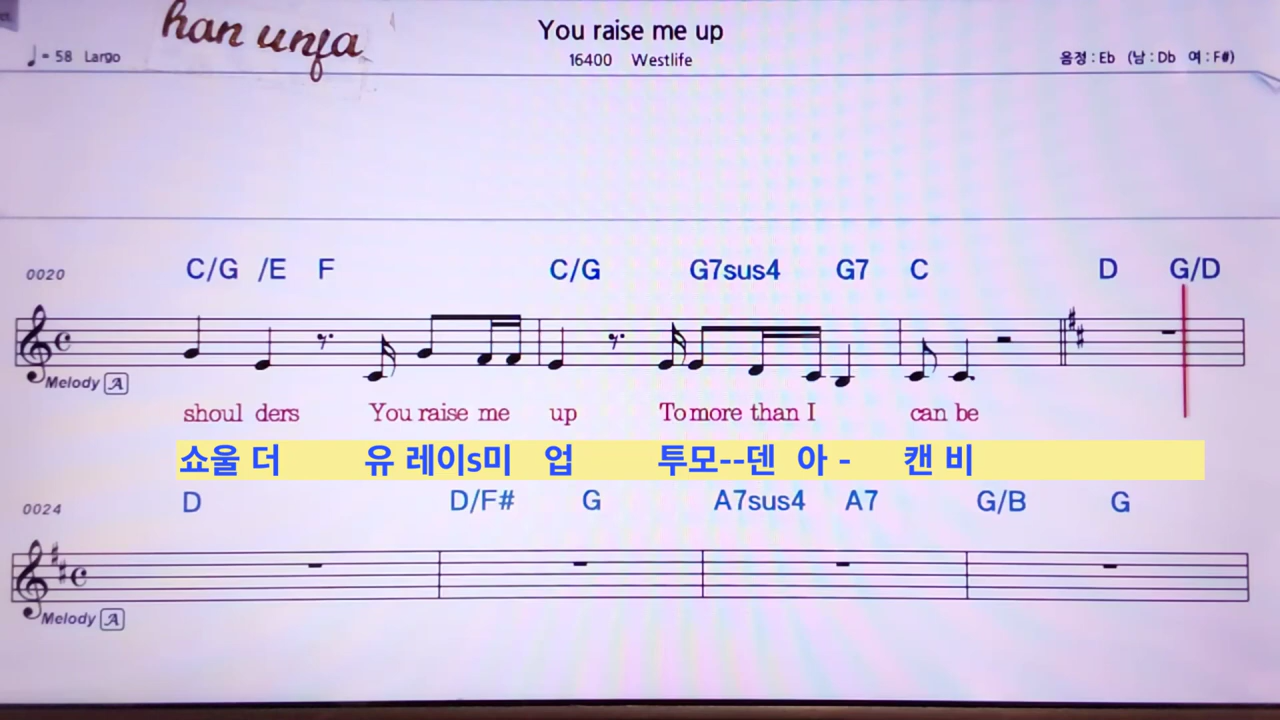 han unja
You raise me up
♩= 58 Largo
16400 Westlife
음정 : Eb (남 : Db 여 : F#)
0020
C/G /E F C/G G7sus4 G7 C D G/D
Melody A
shoul ders You raise me up To more than I can be
쇼울 더 유 레이s미 업 투모--덴 아 - 캔 비
0024
D D/F# G A7sus4 A7 G/B G
Melody A